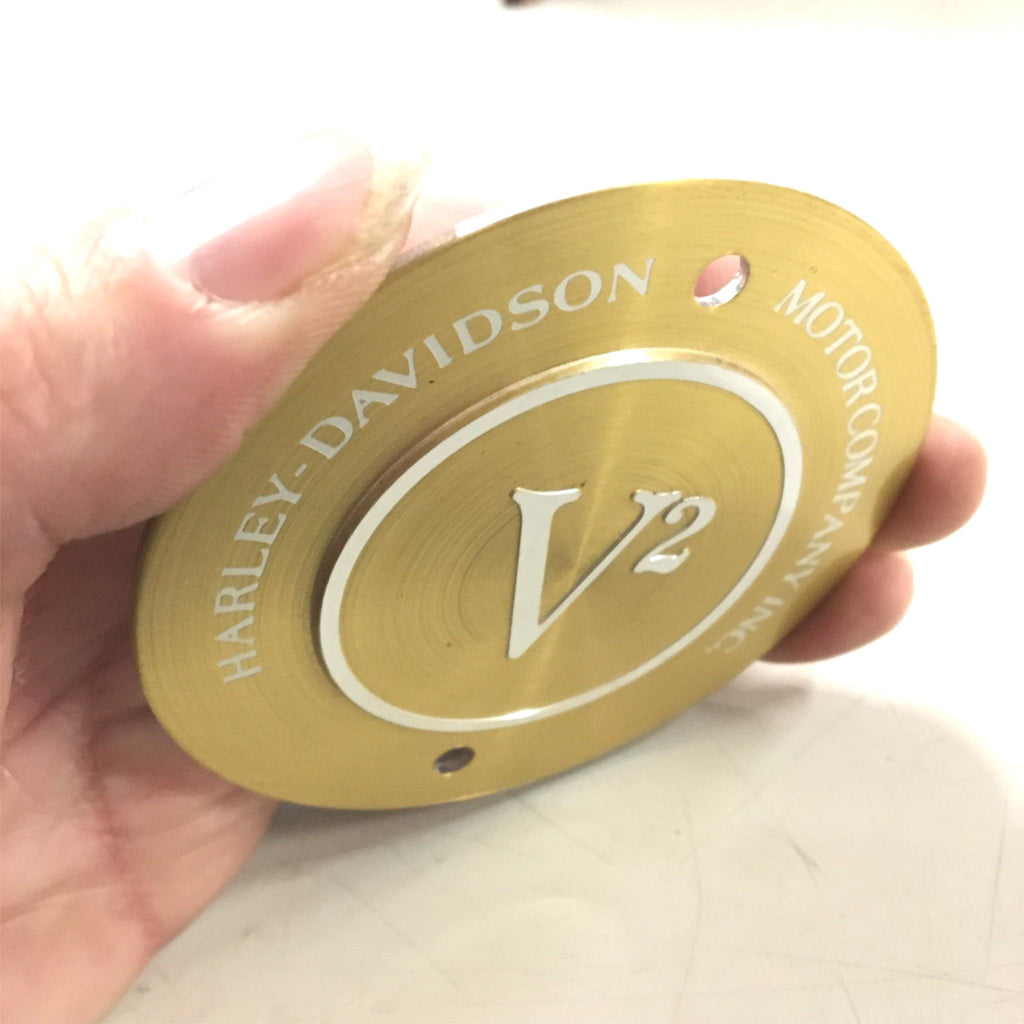 HARLEY-DAVIDSON
MOTOR COMPANY INC.
V²